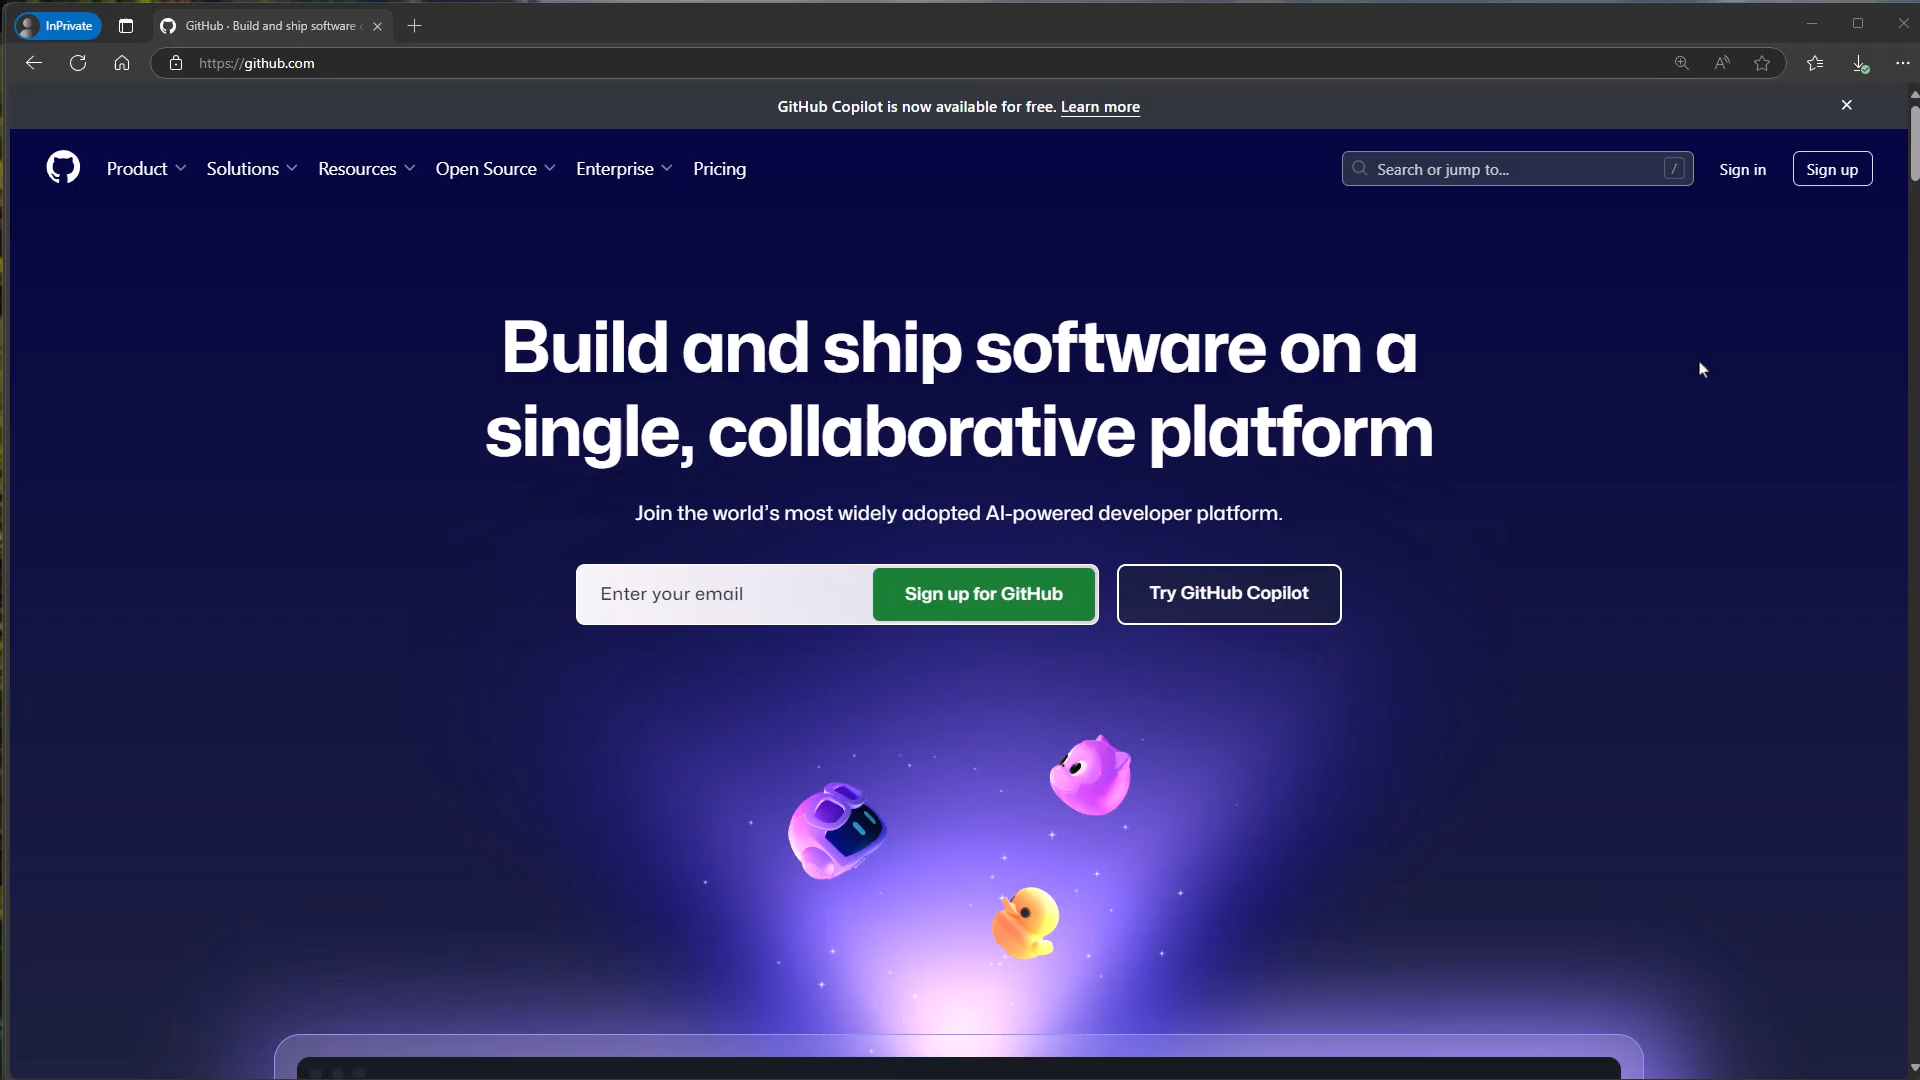 InPrivate
GitHub · Build and ship software
https://github.com
GitHub Copilot is now available for free. Learn more
Product Solutions Resources Open Source Enterprise Pricing
Search or jump to... /
Sign in
Sign up
Build and ship software on a
single, collaborative platform
Join the world's most widely adopted AI-powered developer platform.
Enter your email
Sign up for GitHub
Try GitHub Copilot